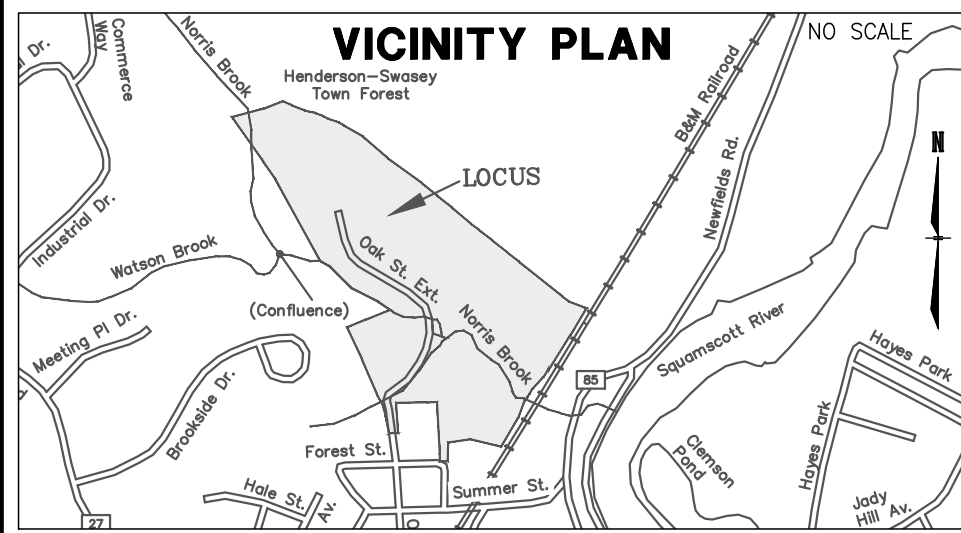 VICINITY PLAN
NO SCALE
Dr.
Commerce
Way
Norris Brook
Henderson-Swasey
Town Forest
B&M Railroad
Newfields Rd.
N
LOCUS
Industrial Dr.
Watson Brook
Oak St. Ext.
(Confluence)
Norris Brook
Squamscott River
Meeting Pl Dr.
Brookside Dr.
85
Hayes Park
Hayes Park
Forest St.
Clemson
Pond
Hale St.
Av.
Summer St.
Jady
Hill Av.
27